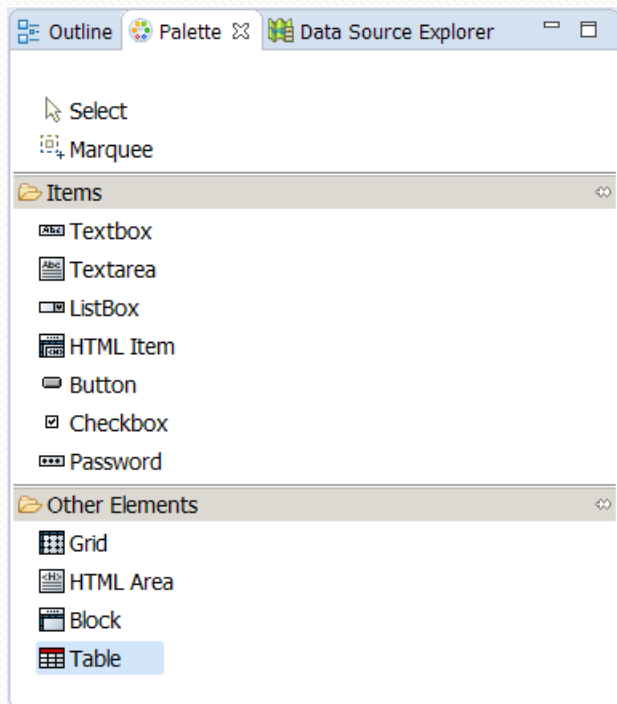 Outline Palette Data Source Explorer
Select
Marquee
Items
Textbox
Textarea
ListBox
HTML Item
Button
Checkbox
Password
Other Elements
Grid
HTML Area
Block
Table